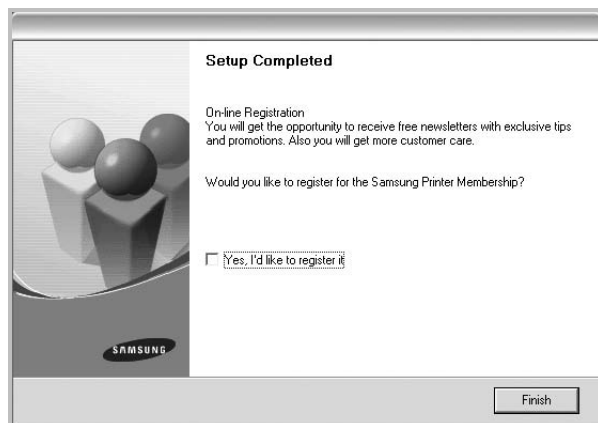 Setup Completed
On-line Registration
You will get the opportunity to receive free newsletters with exclusive tips
and promotions. Also you will get more customer care.
Would you like to register for the Samsung Printer Membership?
Yes, I'd like to register it
SAMSUNG
Finish